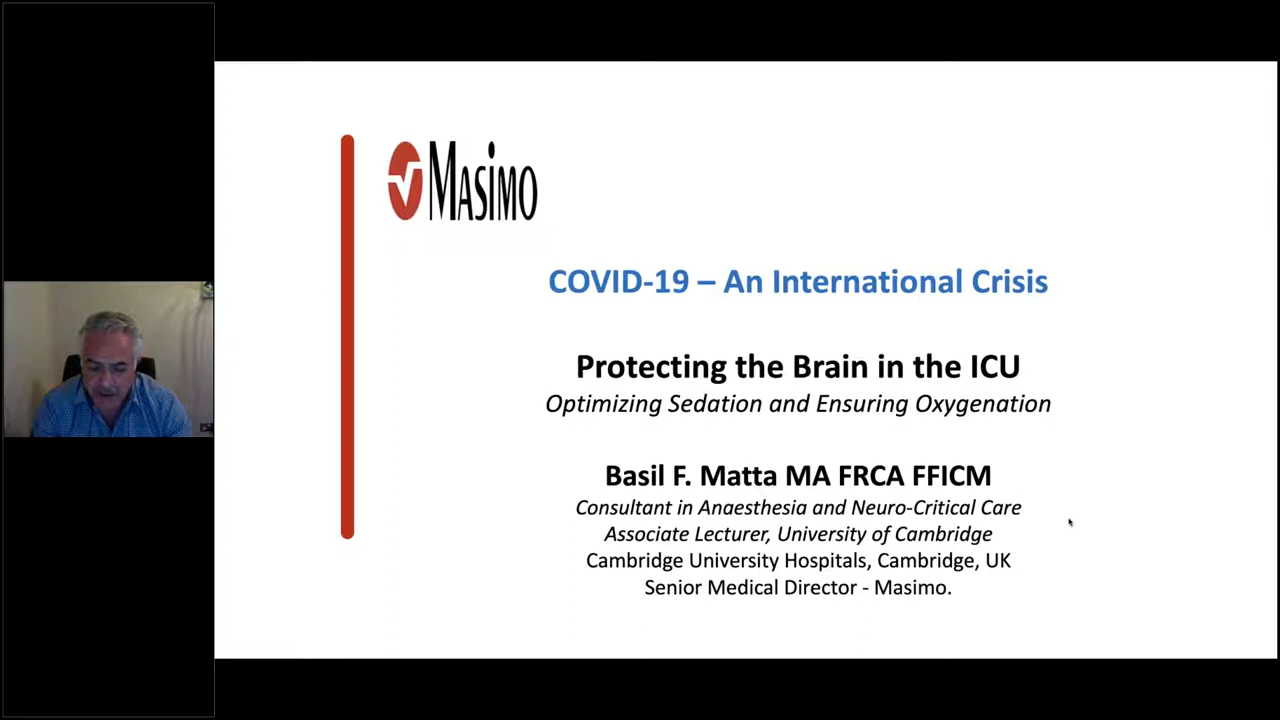 MASIMO
COVID-19 – An International Crisis
Protecting the Brain in the ICU
Optimizing Sedation and Ensuring Oxygenation
Basil F. Matta MA FRCA FFICM
Consultant in Anaesthesia and Neuro-Critical Care
Associate Lecturer, University of Cambridge
Cambridge University Hospitals, Cambridge, UK
Senior Medical Director - Masimo.